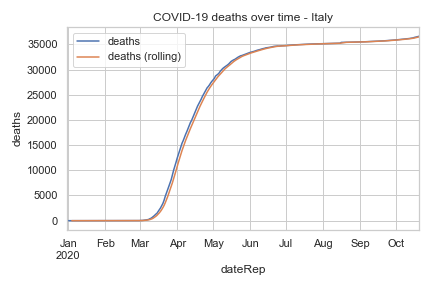 COVID-19 deaths over time - Italy
deaths
deaths (rolling)
deaths
35000
30000
25000
20000
15000
10000
5000
0
Jan Feb Mar Apr May Jun Jul Aug Sep Oct
2020
dateRep